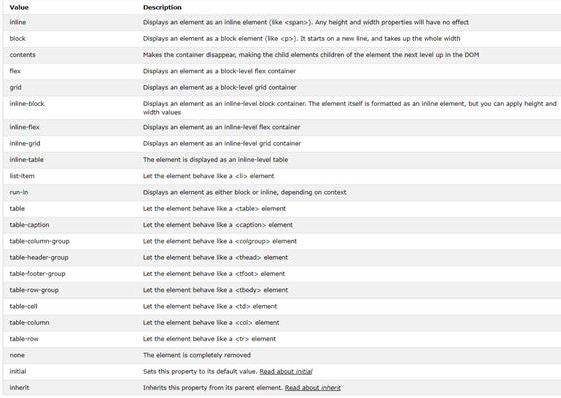 Value Description
inline Displays an element as an inline element (like <span>). Any height and width properties will have no effect
block Displays an element as a block element (like <p>). It starts on a new line, and takes up the whole width
contents Makes the container disappear, making the child elements children of the element the next level up in the DOM
flex Displays an element as a block-level flex container
grid Displays an element as a block-level grid container
inline-block Displays an element as an inline-level block container. The element itself is formatted as an inline element, but you can apply height and
width values
inline-flex Displays an element as an inline-level flex container
inline-grid Displays an element as an inline-level grid container
inline-table The element is displayed as an inline-level table
list-item Let the element behave like a <li> element
run-in Displays an element as either block or inline, depending on context
table Let the element behave like a <table> element
table-caption Let the element behave like a <caption> element
table-column-group Let the element behave like a <colgroup> element
table-header-group Let the element behave like a <thead> element
table-footer-group Let the element behave like a <tfoot> element
table-row-group Let the element behave like a <tbody> element
table-cell Let the element behave like a <td> element
table-column Let the element behave like a <col> element
table-row Let the element behave like a <tr> element
none The element is completely removed
initial Sets this property to its default value. Read about initial
inherit Inherits this property from its parent element. Read about inherit